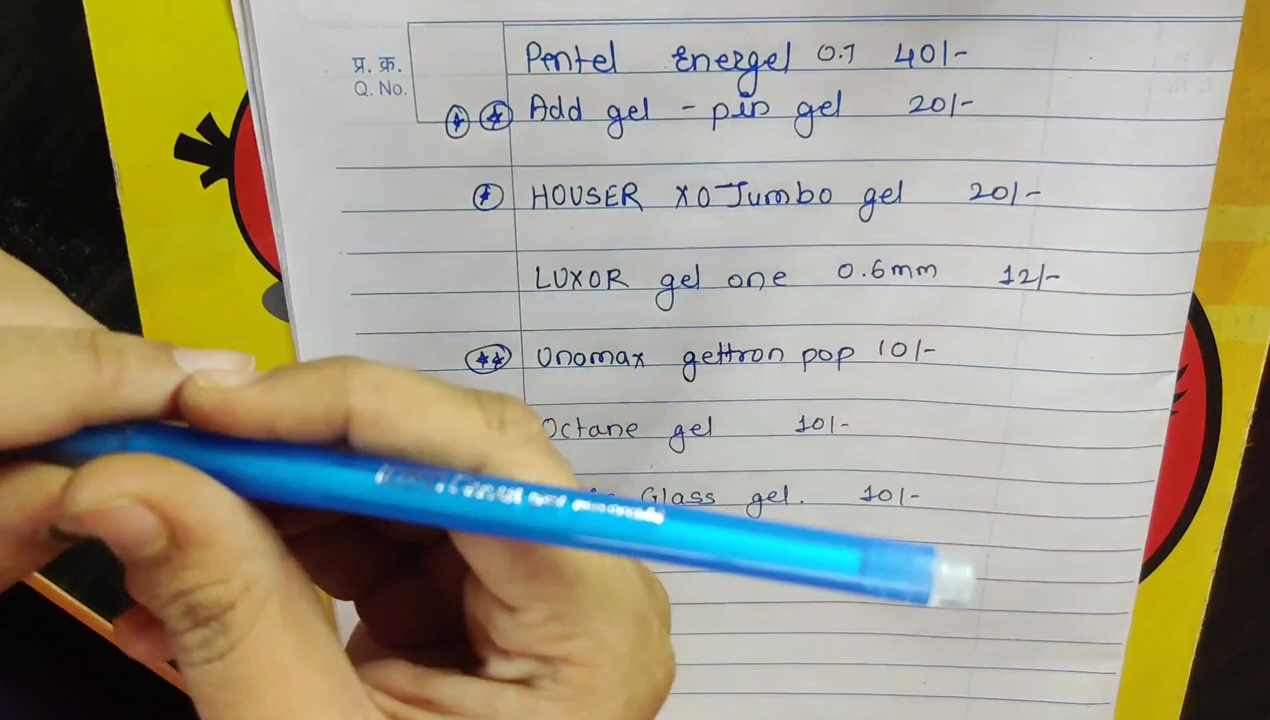 प्र. क्र.
Q. No.
Pentel Energel 0.7 40/-
Add gel - pin gel 20/-
HOUSER XO Jumbo gel 20/-
LUXOR gel one 0.6mm 12/-
Unomax geltron pop 10/-
Octane gel 10/-
Glass gel. 10/-